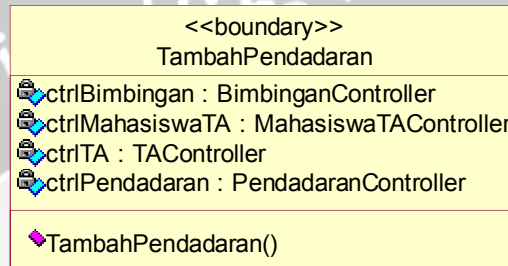 <<boundary>>
TambahPendadaran
ctrlBimbingan : BimbinganController
ctrlMahasiswaTA : MahasiswaTAController
ctrlTA : TAController
ctrlPendadaran : PendadaranController
TambahPendadaran()